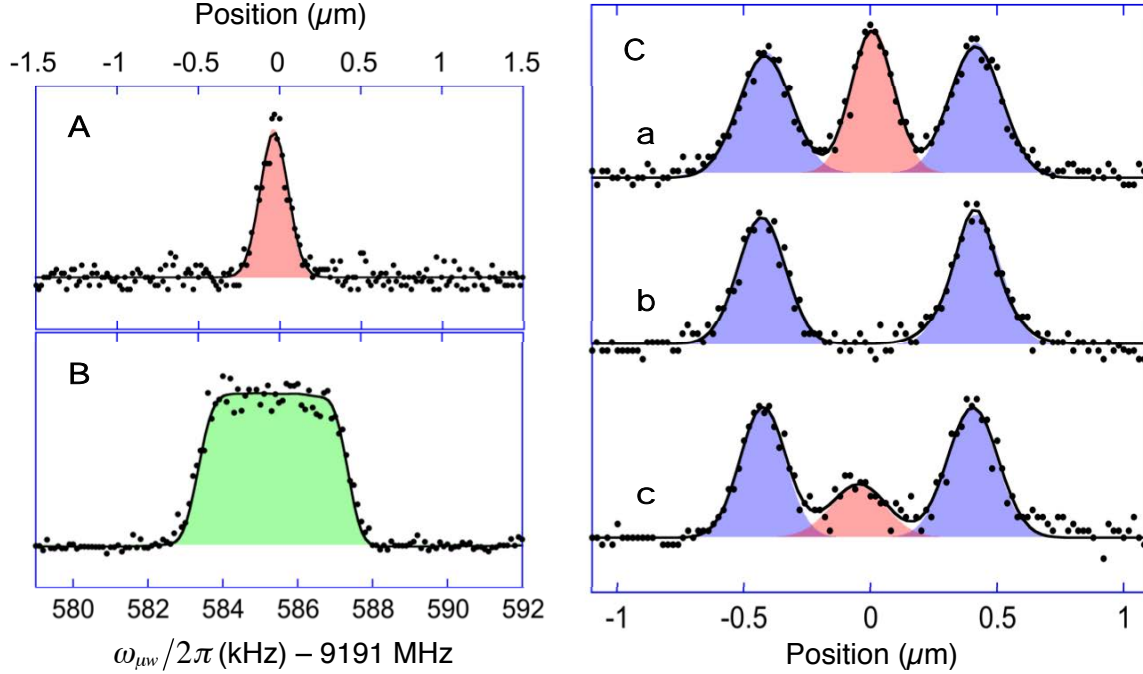 Position (µm)
-1.5 -1 -0.5 0 0.5 1 1.5
A
B
580 582 584 586 588 590 592
ωμw/2π (kHz) – 9191 MHz
C
a
b
c
-1 -0.5 0 0.5 1
Position (µm)